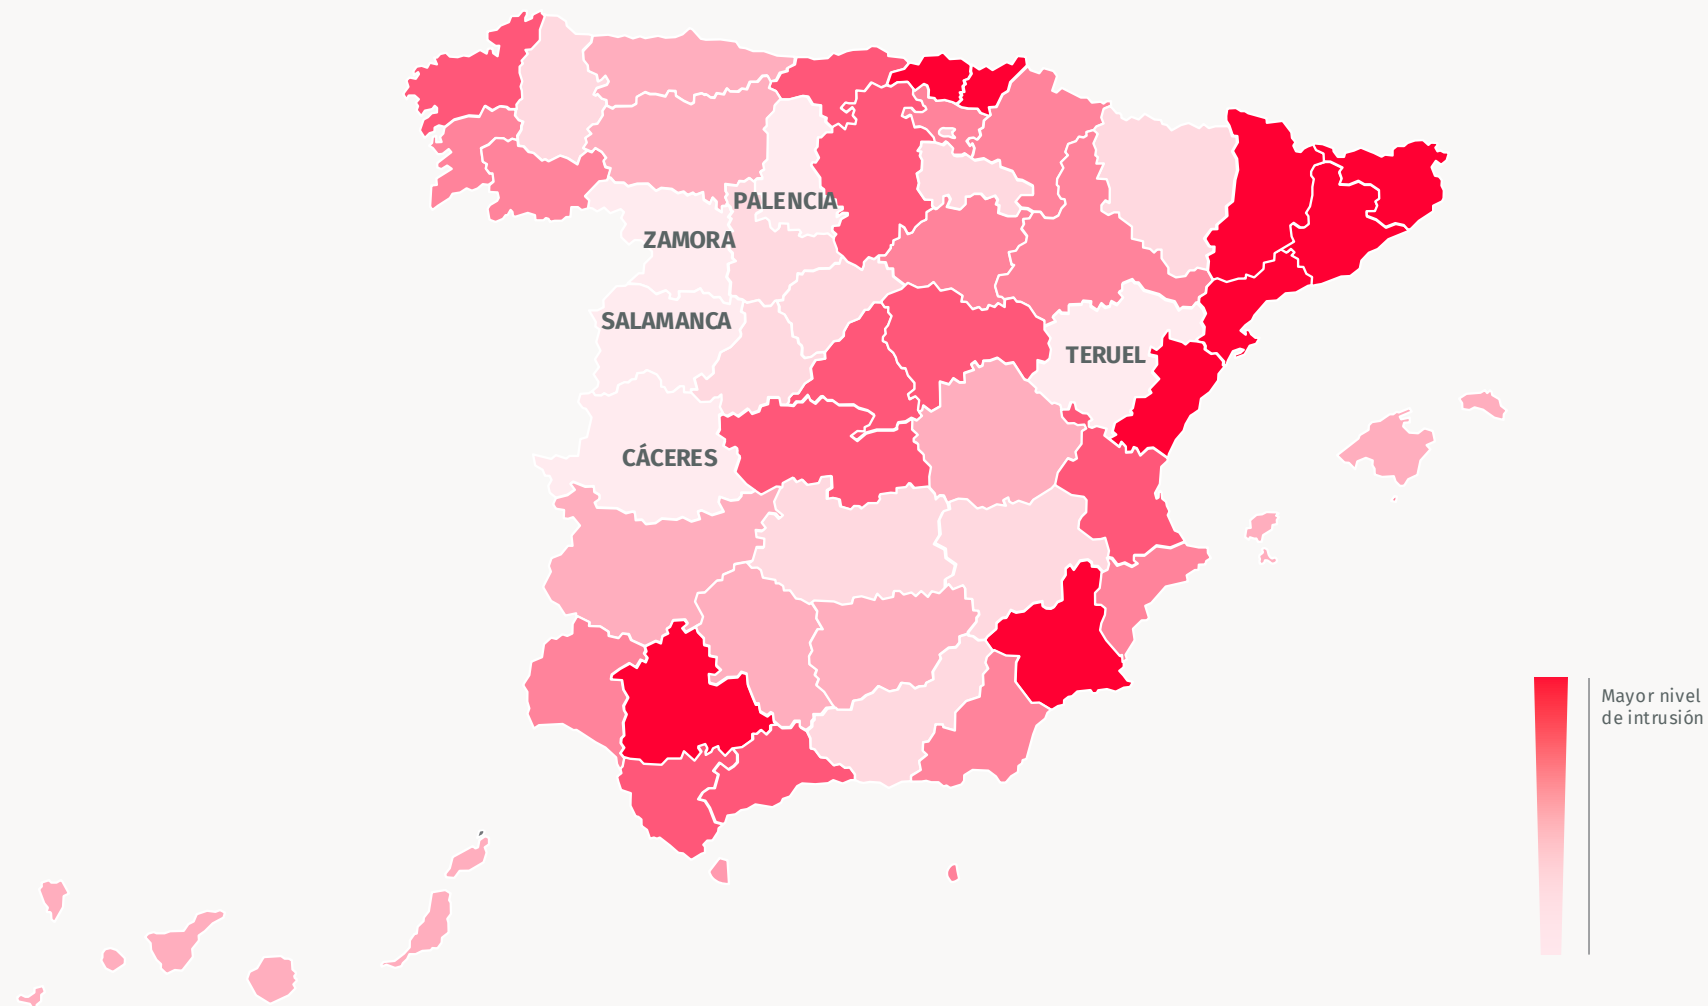 PALENCIA
ZAMORA
SALAMANCA
TERUEL
CÁCERES
Mayor nivel
de intrusión